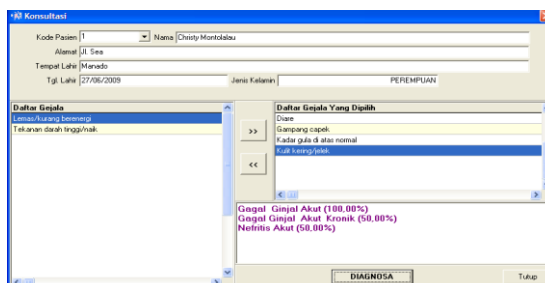 Konsultasi
Kode Pasien 1 Nama Christy Montolalau
Alamat Jl. Sea
Tempat Lahir Manado
Tgl. Lahir 27/06/2009 Jenis Kelamin PEREMPUAN
Daftar Gejala
Lemas/kurang berenergi
Tekanan darah tinggi/naik
>>
<<
Daftar Gejala Yang Dipilih
Diare
Gampang capek
Kadar gula di atas normal
Kulit kering/jelek
Gagal Ginjal Akut (100,00%)
Gagal Ginjal Akut Kronik (50,00%)
Nefritis Akut (50,00%)
DIAGNOSA
Tutup